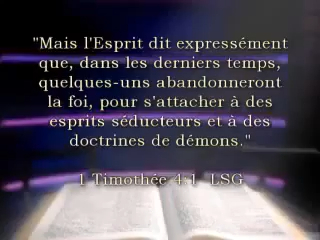 "Mais l'Esprit dit expressément
que, dans les derniers temps,
quelques-uns abandonneront
la foi, pour s'attacher à des
esprits séducteurs et à des
doctrines de démons."
1 Timothée 4:1 LSG